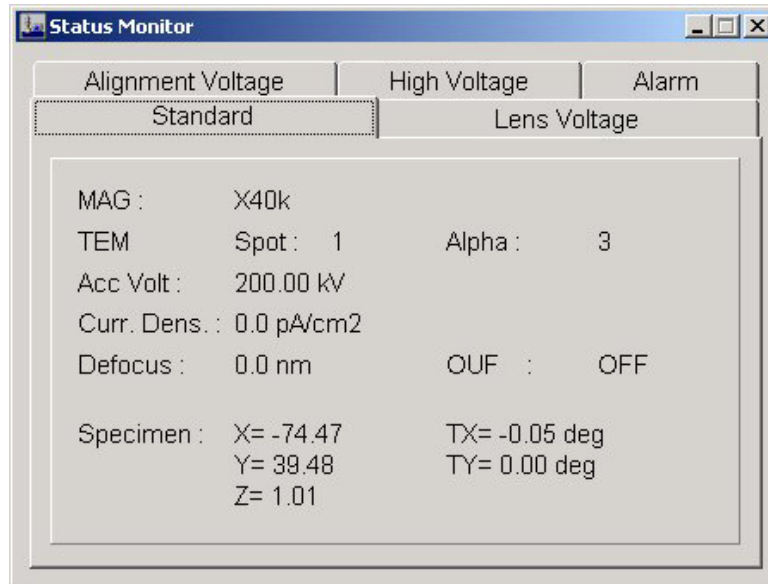 Status Monitor
Alignment Voltage High Voltage Alarm
Standard Lens Voltage
MAG : X40k
TEM Spot : 1 Alpha : 3
Acc Volt : 200.00 kV
Curr. Dens. : 0.0 pA/cm2
Defocus : 0.0 nm OUF : OFF
Specimen : X= -74.47 TX= -0.05 deg
Y= 39.48 TY= 0.00 deg
Z= 1.01